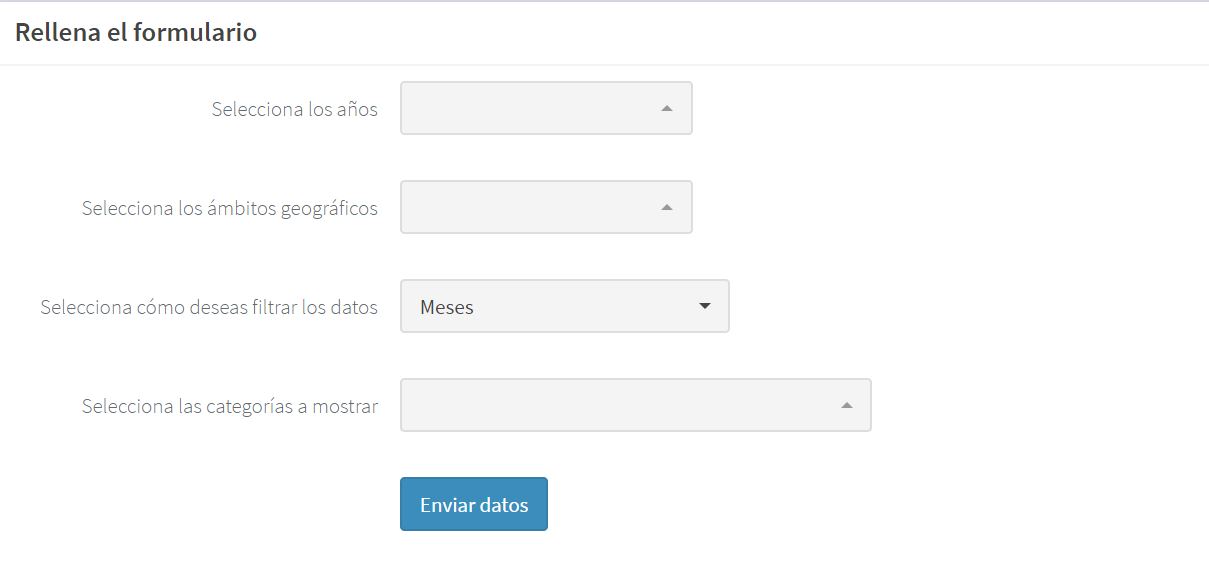 Rellena el formulario
Selecciona los años
Selecciona los ámbitos geográficos
Selecciona cómo deseas filtrar los datos
Meses
Selecciona las categorías a mostrar
Enviar datos